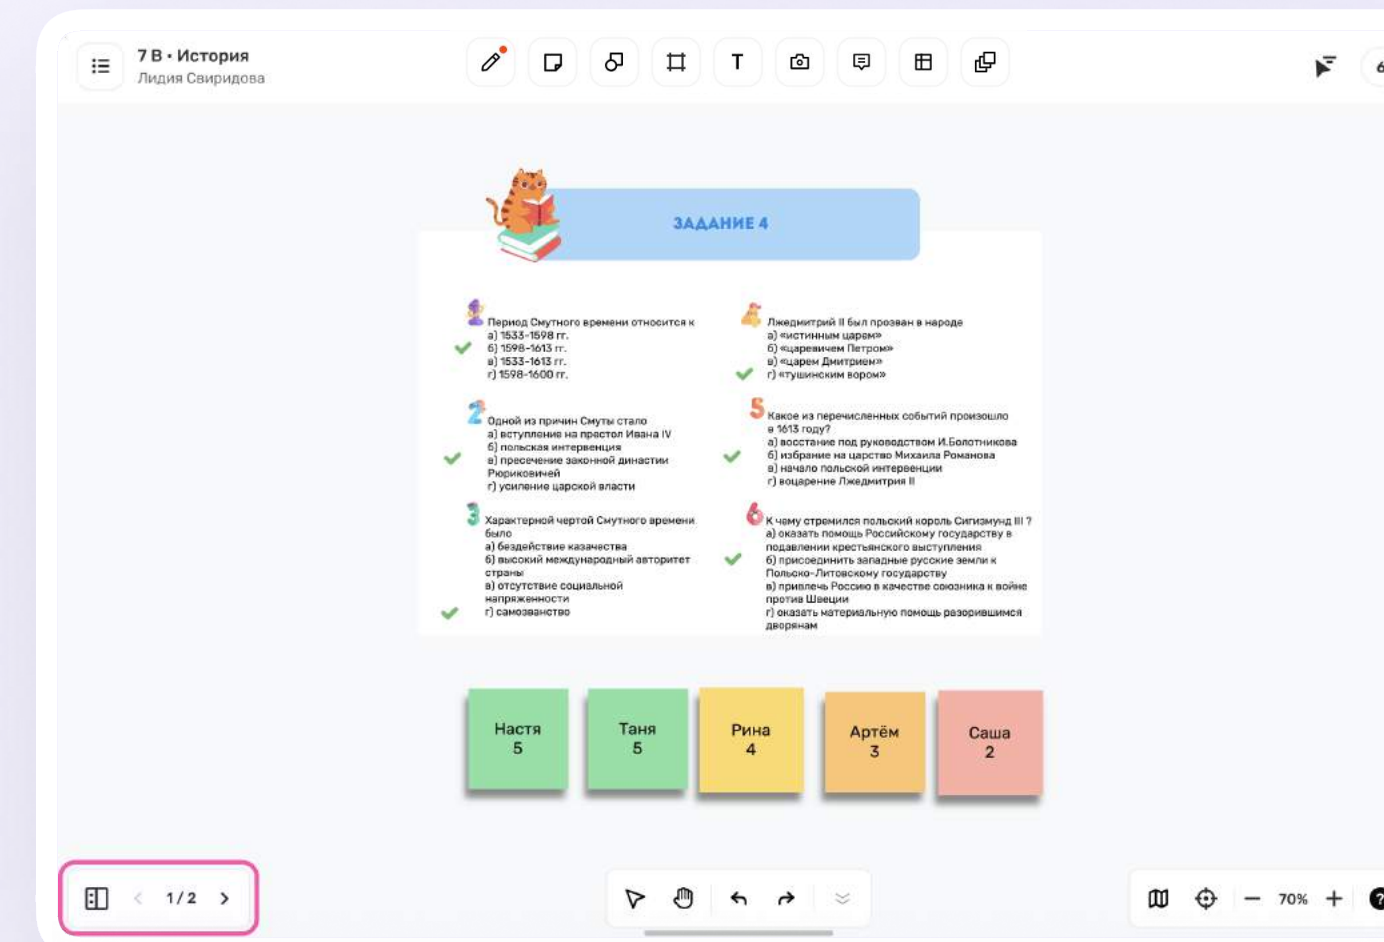 7 В • История
Лидия Свиридова
T
6
ЗАДАНИЕ 4
1
Период Смутного времени относится к
а) 1533-1598 гг.
б) 1598-1613 гг.
в) 1533-1613 гг.
г) 1598-1600 гг.
2
Одной из причин Смуты стало
а) вступление на престол Ивана IV
б) польская интервенция
в) пресечение законной династии
Рюриковичей
г) усиление царской власти
3
Характерной чертой Смутного времени
было
а) бездействие казачества
б) высокий международный авторитет
страны
в) отсутствие социальной
напряженности
г) самозванство
4
Лжедмитрий II был прозван в народе
а) «истинным царем»
б) «царевичем Петром»
в) «царем Дмитрием»
г) «тушинским вором»
5
Какое из перечисленных событий произошло
в 1613 году?
а) восстание под руководством И.Болотникова
б) избрание на царство Михаила Романова
в) начало польской интервенции
г) воцарение Лжедмитрия II
6
К чему стремился польский король Сигизмунд III ?
а) оказать помощь Российскому государству в
подавлении крестьянского выступления
б) присоединить западные русские земли к
Польско-Литовскому государству
в) привлечь Россию в качестве союзника к войне
против Швеции
г) оказать материальную помощь разорившимся
дворянам
Настя
5
Таня
5
Рина
4
Артём
3
Саша
2
1 / 2
70%
?